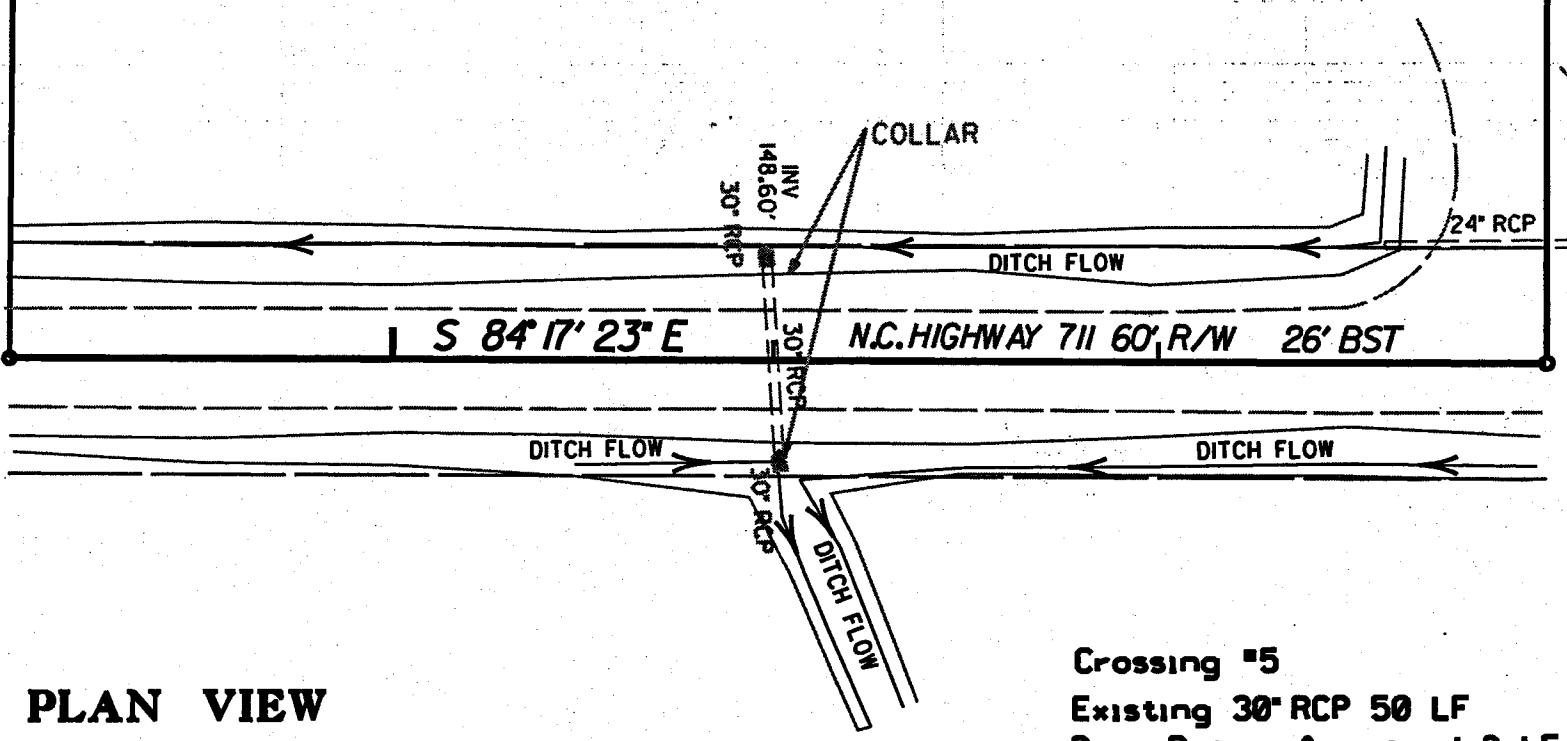 COLLAR
INV
148.60'
30" RCP
24" RCP
DITCH FLOW
30" RCP
S 84° 17' 23" E
N.C. HIGHWAY 711 60' R/W 26' BST
DITCH FLOW
DITCH FLOW
30" RCP
DITCH FLOW
Crossing #5
PLAN VIEW
Existing 30" RCP 50 LF